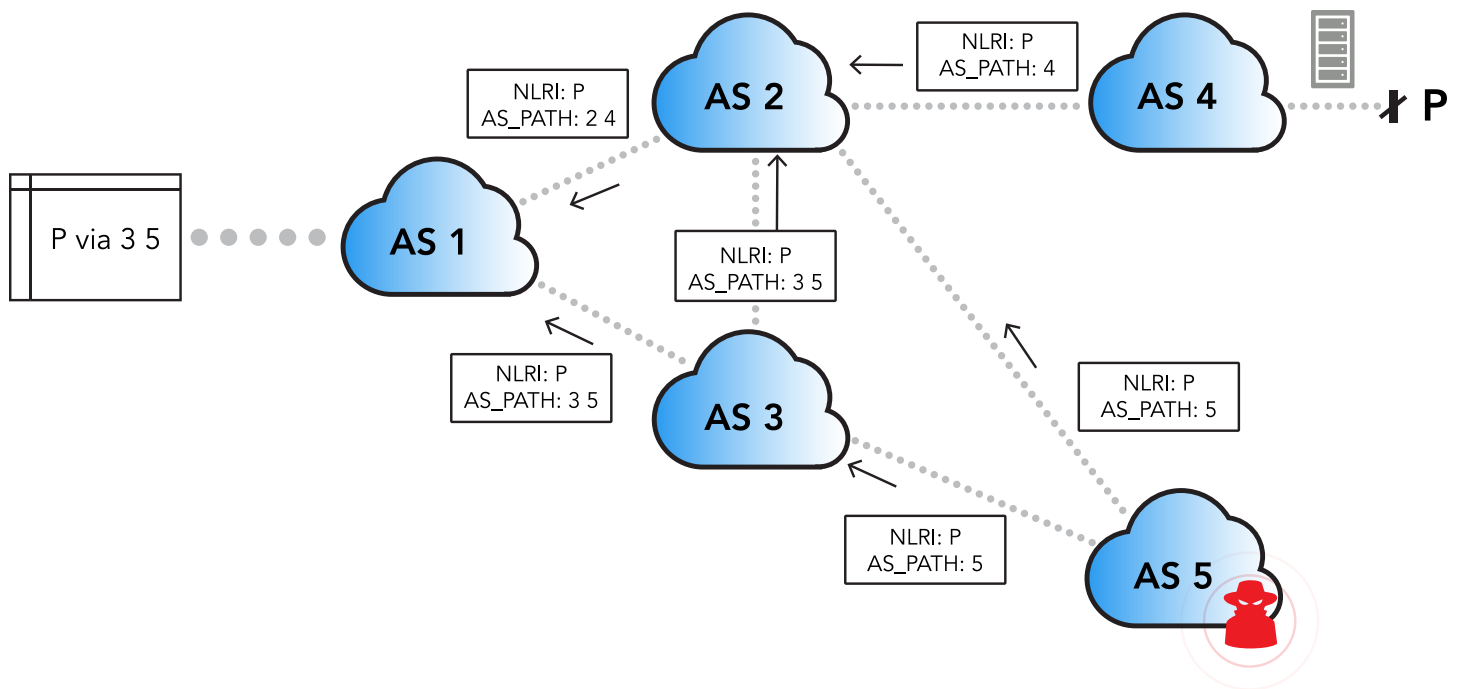 NLRI: P
AS_PATH: 4
AS 2
AS 4
P
NLRI: P
AS_PATH: 2 4
P via 3 5
AS 1
NLRI: P
AS_PATH: 3 5
NLRI: P
AS_PATH: 3 5
AS 3
NLRI: P
AS_PATH: 5
NLRI: P
AS_PATH: 5
AS 5